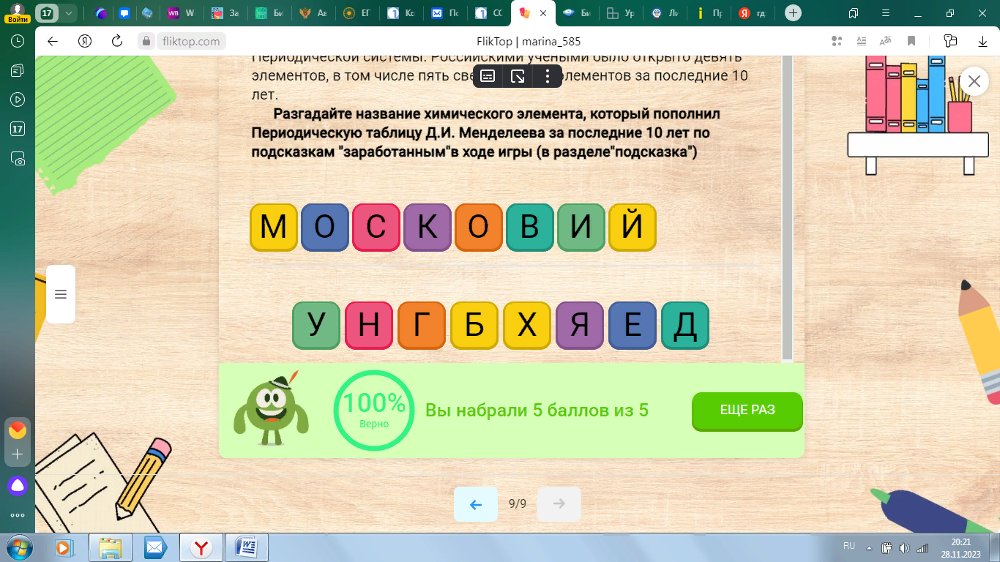 Войти
17
W
За
Би
Ав
ЕГ
Ко
По
СС
Би
Ур
Ли
Пр
гд
fliktop.com
FlikTop | marina_585
17
Периодической системы. Российскими учеными было открыто девять
элементов, в том числе пять све элементов за последние 10
лет.
Разгадайте название химического элемента, который пополнил
Периодическую таблицу Д.И. Менделеева за последние 10 лет по
подсказкам "заработанным"в ходе игры (в разделе"подсказка")
М О С К О В И Й
У Н Г Б Х Я Е Д
100%
Верно
Вы набрали 5 баллов из 5
ЕЩЕ РАЗ
9/9
RU
20:21
28.11.2023